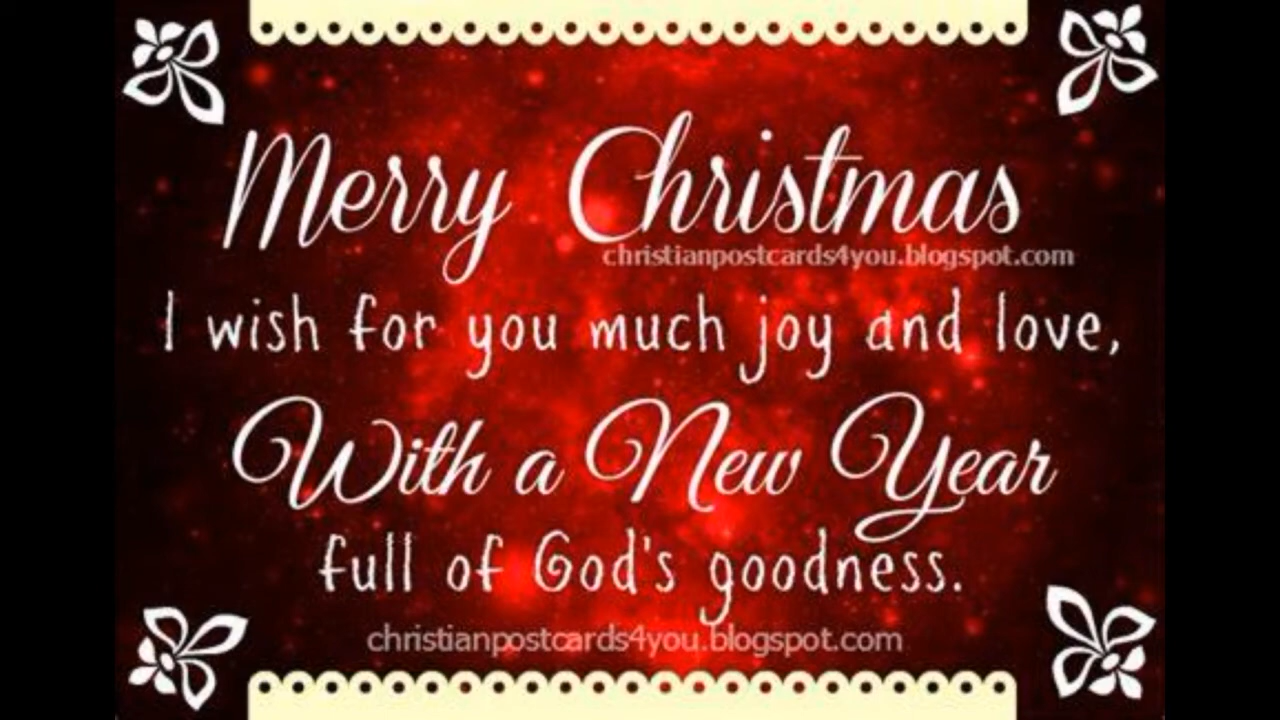 Merry Christmas
christianpostcards4you.blogspot.com
I wish for you much joy and love,
With a New Year
full of God's goodness.
christianpostcards4you.blogspot.com